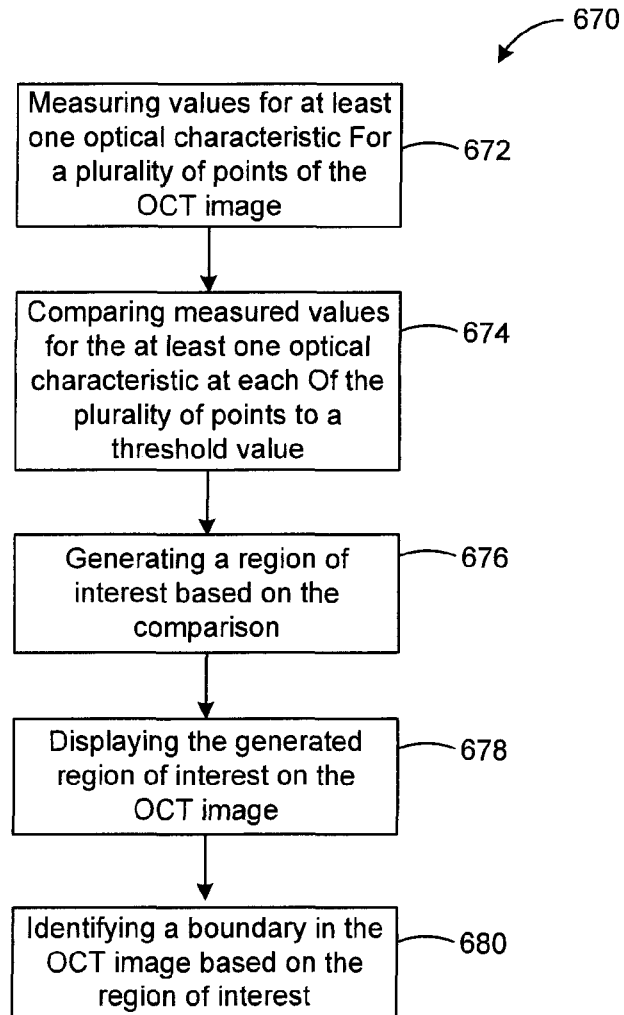 670
Measuring values for at least
one optical characteristic For
a plurality of points of the
OCT image
672
Comparing measured values
for the at least one optical
characteristic at each Of the
plurality of points to a
threshold value
674
Generating a region of
interest based on the
comparison
676
Displaying the generated
region of interest on the
OCT image
678
Identifying a boundary in the
OCT image based on the
region of interest
680